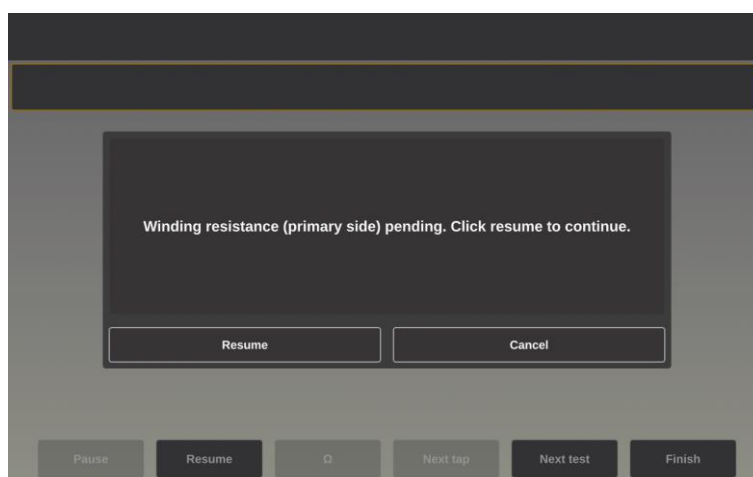 Winding resistance (primary side) pending. Click resume to continue.
Resume
Cancel
Pause
Resume
Ω
Next tap
Next test
Finish